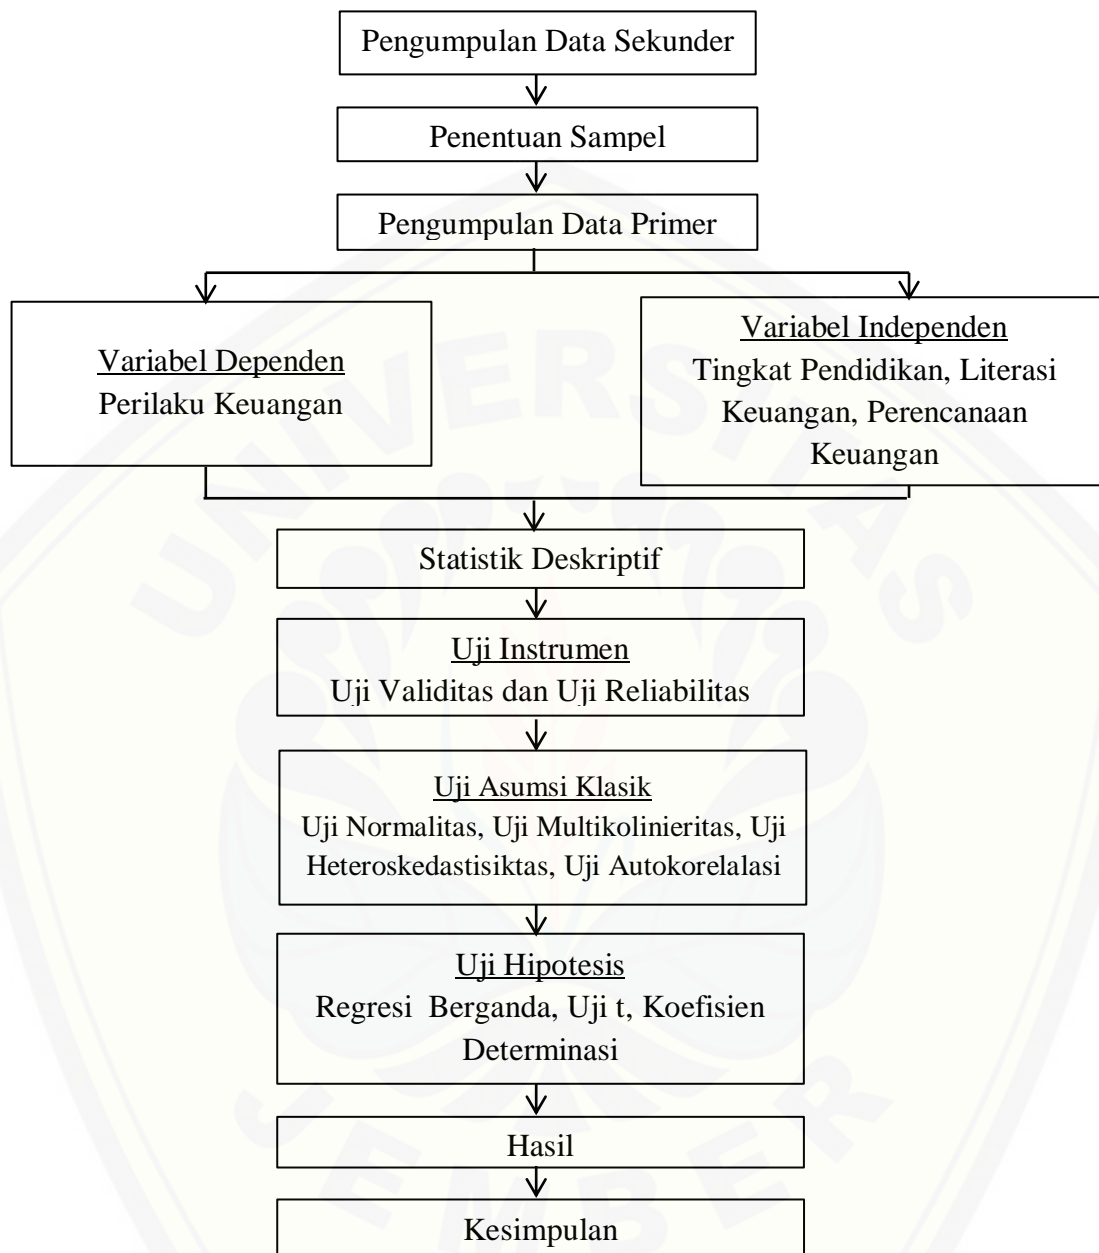 Pengumpulan Data Sekunder
Penentuan Sampel
Pengumpulan Data Primer
Variabel Dependen
Perilaku Keuangan
Variabel Independen
Tingkat Pendidikan, Literasi
Keuangan, Perencanaan
Keuangan
Statistik Deskriptif
Uji Instrumen
Uji Validitas dan Uji Reliabilitas
Uji Asumsi Klasik
Uji Normalitas, Uji Multikolinieritas, Uji
Heteroskedastisiktas, Uji Autokorelalasi
Uji Hipotesis
Regresi  Berganda, Uji t, Koefisien
Determinasi
Hasil
Kesimpulan
UNIVERSITAS
JEMBER